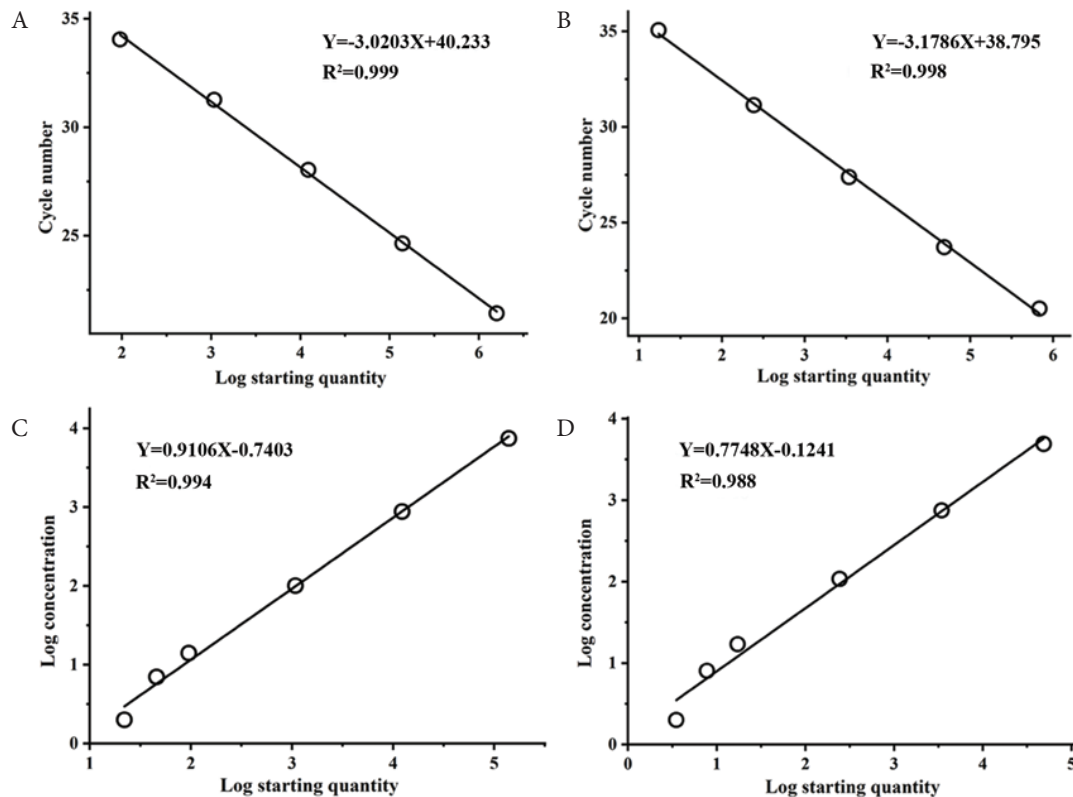 A
Y=-3.0203X+40.233
R²=0.999
35
30
25
Cycle number
2 3 4 5 6
Log starting quantity
B
Y=-3.1786X+38.795
R²=0.998
35
30
25
20
Cycle number
1 2 3 4 5 6
Log starting quantity
C
Y=0.9106X-0.7403
R²=0.994
4
3
2
1
0
Log concentration
1 2 3 4 5
Log starting quantity
D
Y=0.7748X-0.1241
R²=0.988
4
3
2
1
0
Log concentration
0 1 2 3 4 5
Log starting quantity